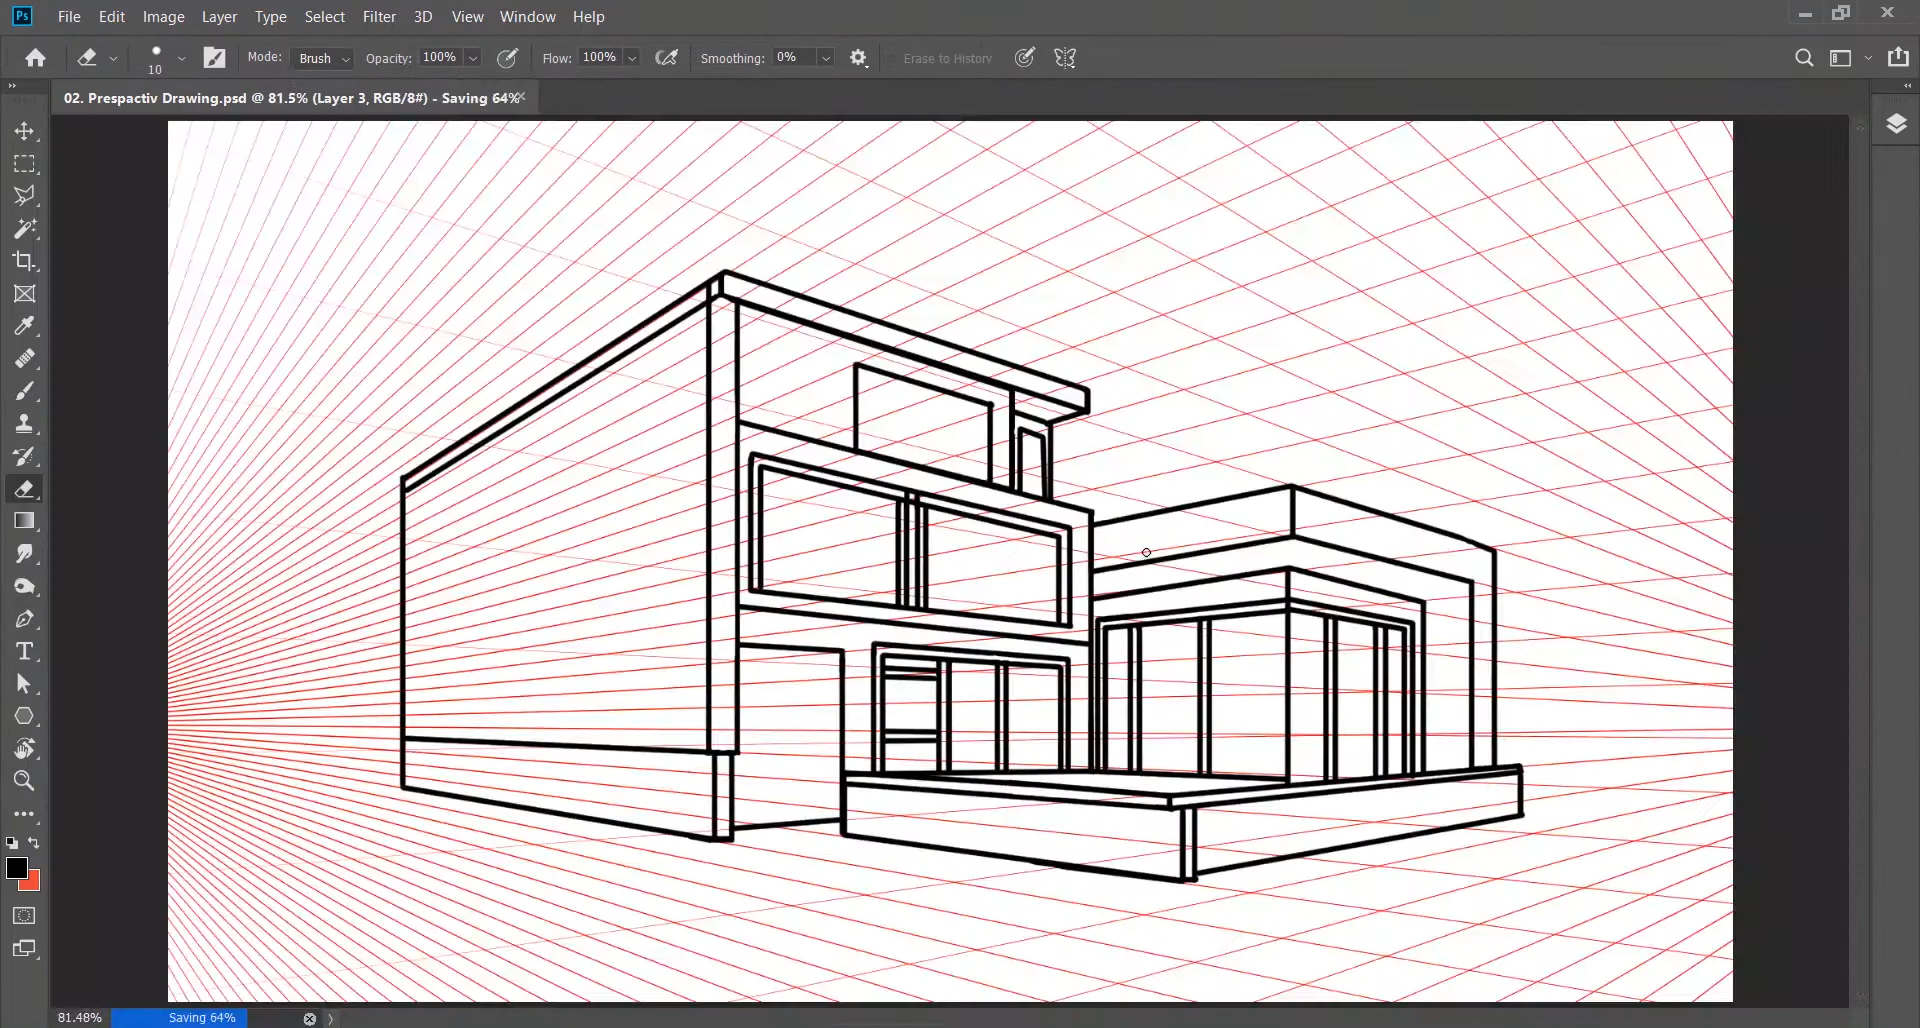 Ps File Edit Image Layer Type Select Filter 3D View Window Help
10 Mode: Brush Opacity: 100% Flow: 100% Smoothing: 0% Erase to History
02. Prespactiv Drawing.psd @ 81.5% (Layer 3, RGB/8#) - Saving 64%
81.48% Saving 64%